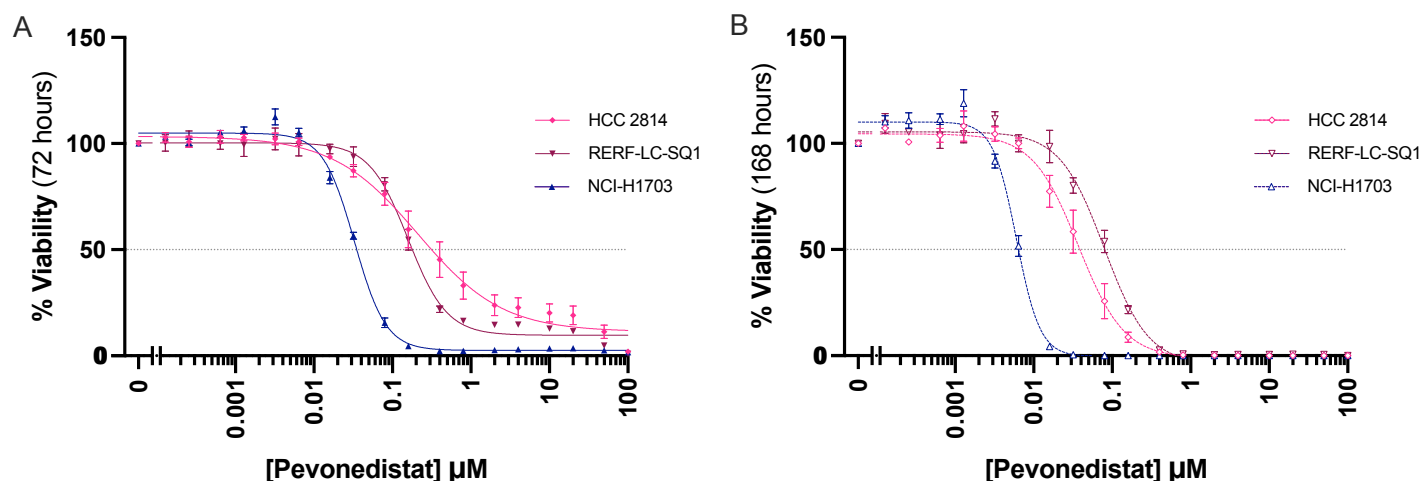 A
% Viability (72 hours)
150
100
50
0
HCC 2814
RERF-LC-SQ1
NCI-H1703
0
0.001
0.01
0.1
1
10
100
[Pevonedistat] µM
B
% Viability (168 hours)
150
100
50
0
HCC 2814
RERF-LC-SQ1
NCI-H1703
0
0.001
0.01
0.1
1
10
100
[Pevonedistat] µM